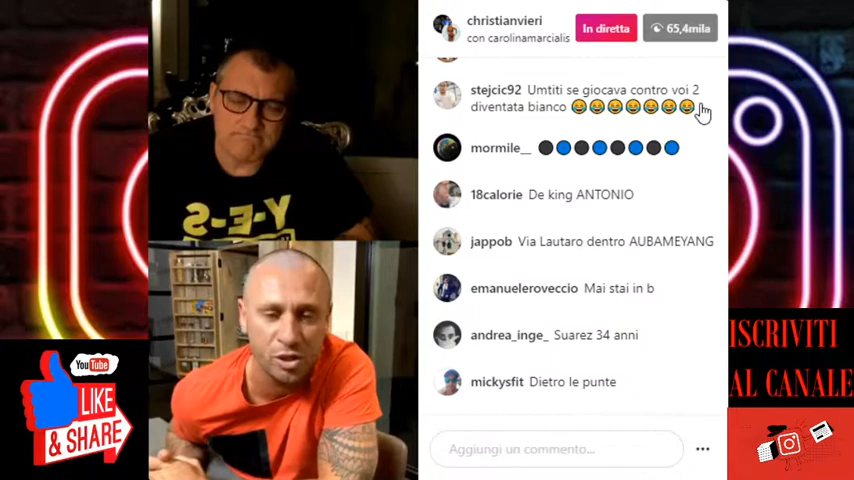 christianvieri
con carolinamarcialis
In diretta
65,4mila
stejcic92 Umtiti se giocava contro voi 2
diventata bianco 😂😂😂😂😂😂😂
mormile__ ⚫🔵⚫🔵⚫🔵⚫🔵
18calorie De king ANTONIO
jappob Via Lautaro dentro AUBAMEYANG
emanueleroveccio Mai stai in b
andrea_inge_ Suarez 34 anni
mickysfit Dietro le punte
Aggiungi un commento...
Y-E-S
YouTube
LIKE
& SHARE
ISCRIVITI
AL CANALE